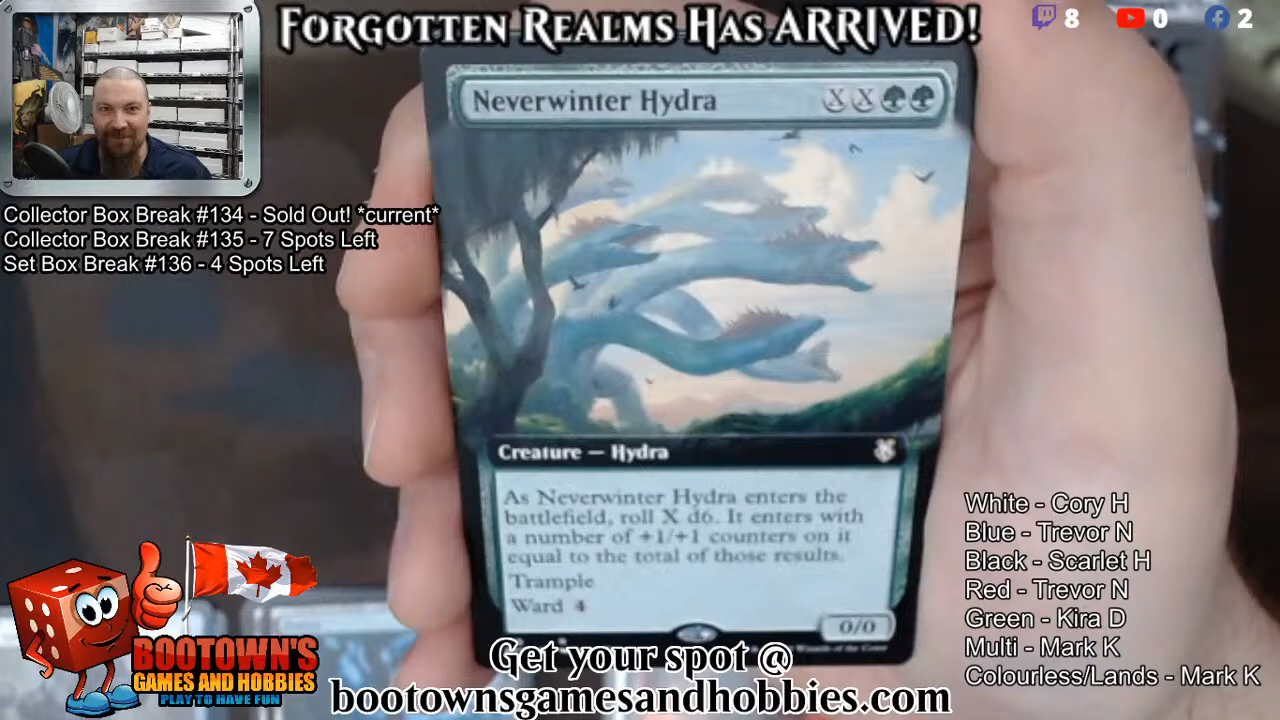 FORGOTTEN REALMS HAS ARRIVED!
8 0 2
Neverwinter Hydra XX
Collector Box Break #134 - Sold Out! *current*
Collector Box Break #135 - 7 Spots Left
Set Box Break #136 - 4 Spots Left
Creature — Hydra
As Neverwinter Hydra enters the
battlefield, roll X d6. It enters with
a number of +1/+1 counters on it
equal to the total of those results.
Trample
Ward 4
0/0
White - Cory H
Blue - Trevor N
Black - Scarlet H
Red - Trevor N
Green - Kira D
Multi - Mark K
Colourless/Lands - Mark K
BOOTOWN'S
GAMES AND HOBBIES
PLAY TO HAVE FUN
Get your spot @
bootownsgamesandhobbies.com